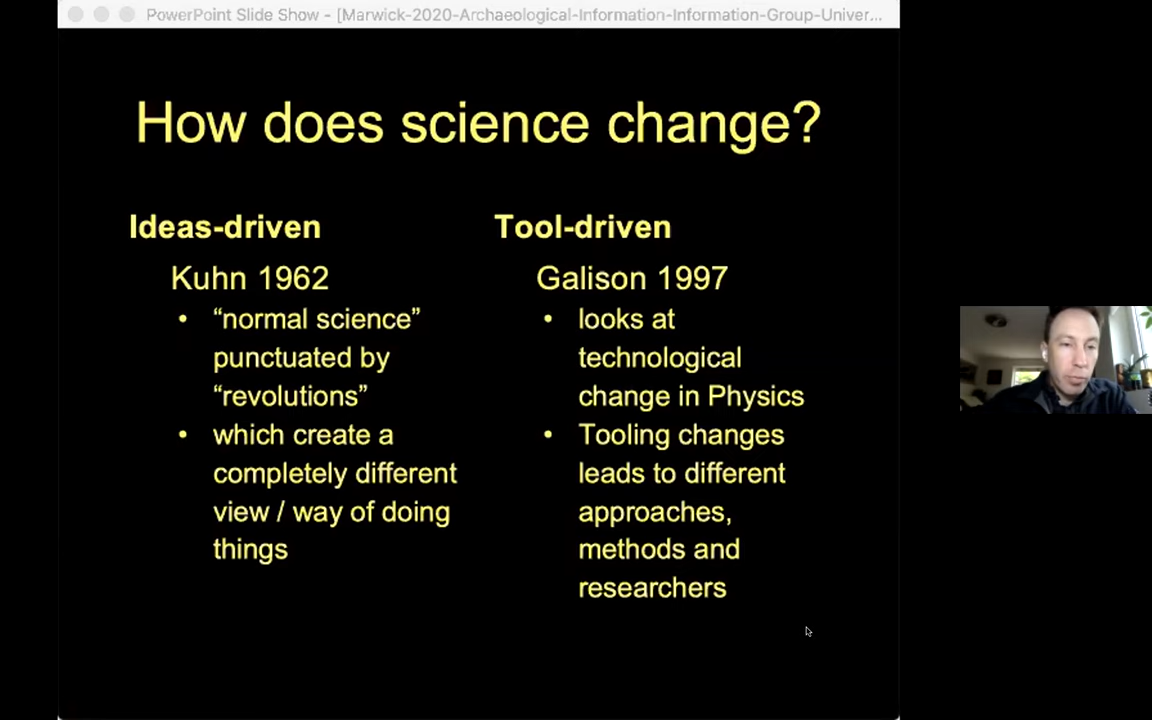 PowerPoint Slide Show - [Marwick-2020-Archaeological-Information-Information-Group-Univer...
How does science change?
Ideas-driven
Kuhn 1962
• “normal science”
punctuated by
“revolutions”
• which create a
completely different
view / way of doing
things
Tool-driven
Galison 1997
• looks at
technological
change in Physics
• Tooling changes
leads to different
approaches,
methods and
researchers